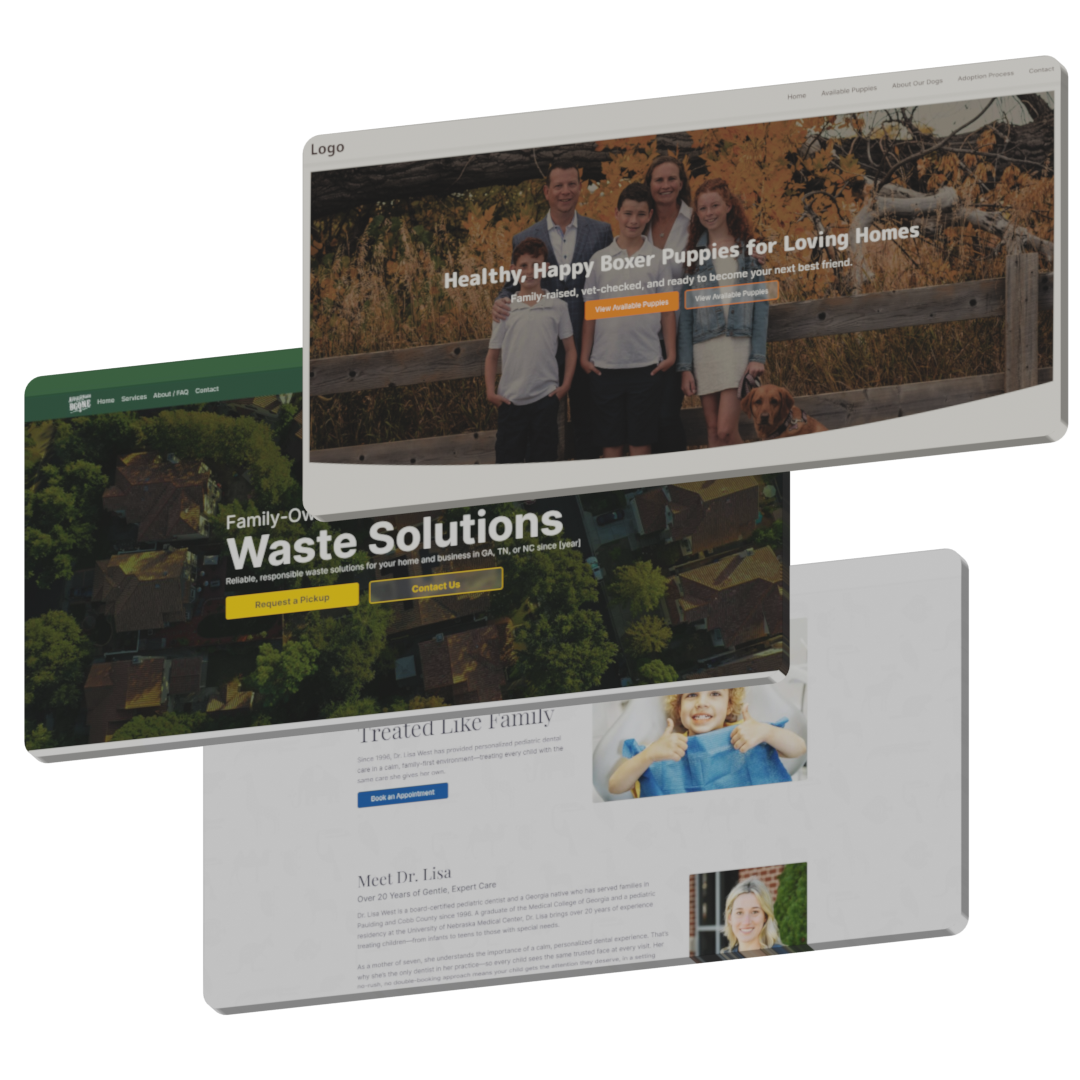 Home Available Puppies About Our Dogs Adoption Process Contact
Logo
Healthy, Happy Boxer Puppies for Loving Homes
Family-raised, vet-checked, and ready to become your next best friend.
View Available Puppies View Available Puppies
BOONE Home Services About / FAQ Contact
Family-Ow
Waste Solutions
Reliable, responsible waste solutions for your home and business in GA, TN, or NC since [year]
Request a Pickup Contact Us
Treated Like Family
Since 1996, Dr. Lisa West has provided personalized pediatric dental
care in a calm, family-first environment—treating every child with the
same care she gives her own.
Book an Appointment
Meet Dr. Lisa
Over 20 Years of Gentle, Expert Care
Dr. Lisa West is a board-certified pediatric dentist and a Georgia native who has served families in
Paulding and Cobb County since 1996. A graduate of the Medical College of Georgia and a pediatric
residency at the University of Nebraska Medical Center, Dr. Lisa brings over 20 years of experience
treating children—from infants to teens to those with special needs.
As a mother of seven, she understands the importance of a calm, personalized dental experience. That's
why she's the only dentist in her practice—so every child sees the same trusted face at every visit. Her
no-rush, no double-booking approach means your child gets the attention they deserve, in a setting